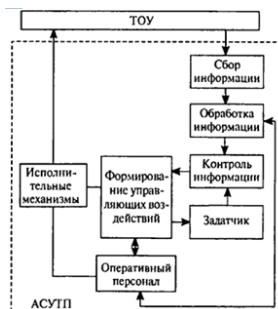 ТОУ
Сбор
информации
Обработка
информации
Контроль
информации
Формирова-
ние управ-
ляющих воз-
действий
Исполни-
тельные
механизмы
Задатчик
Оперативный
персонал
АСУТП